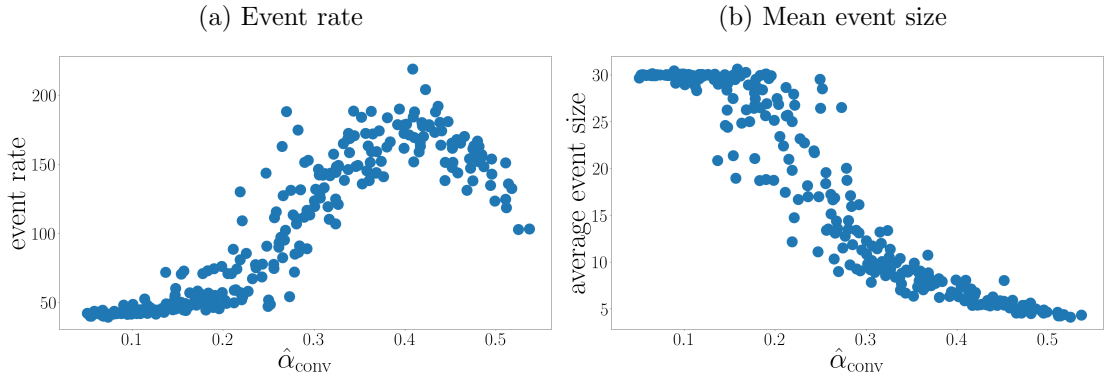 (a) Event rate
event rate
200
150
100
50
0.1 0.2 0.3 0.4 0.5
α̂conv
(b) Mean event size
average event size
30
25
20
15
10
5
0.1 0.2 0.3 0.4 0.5
α̂conv